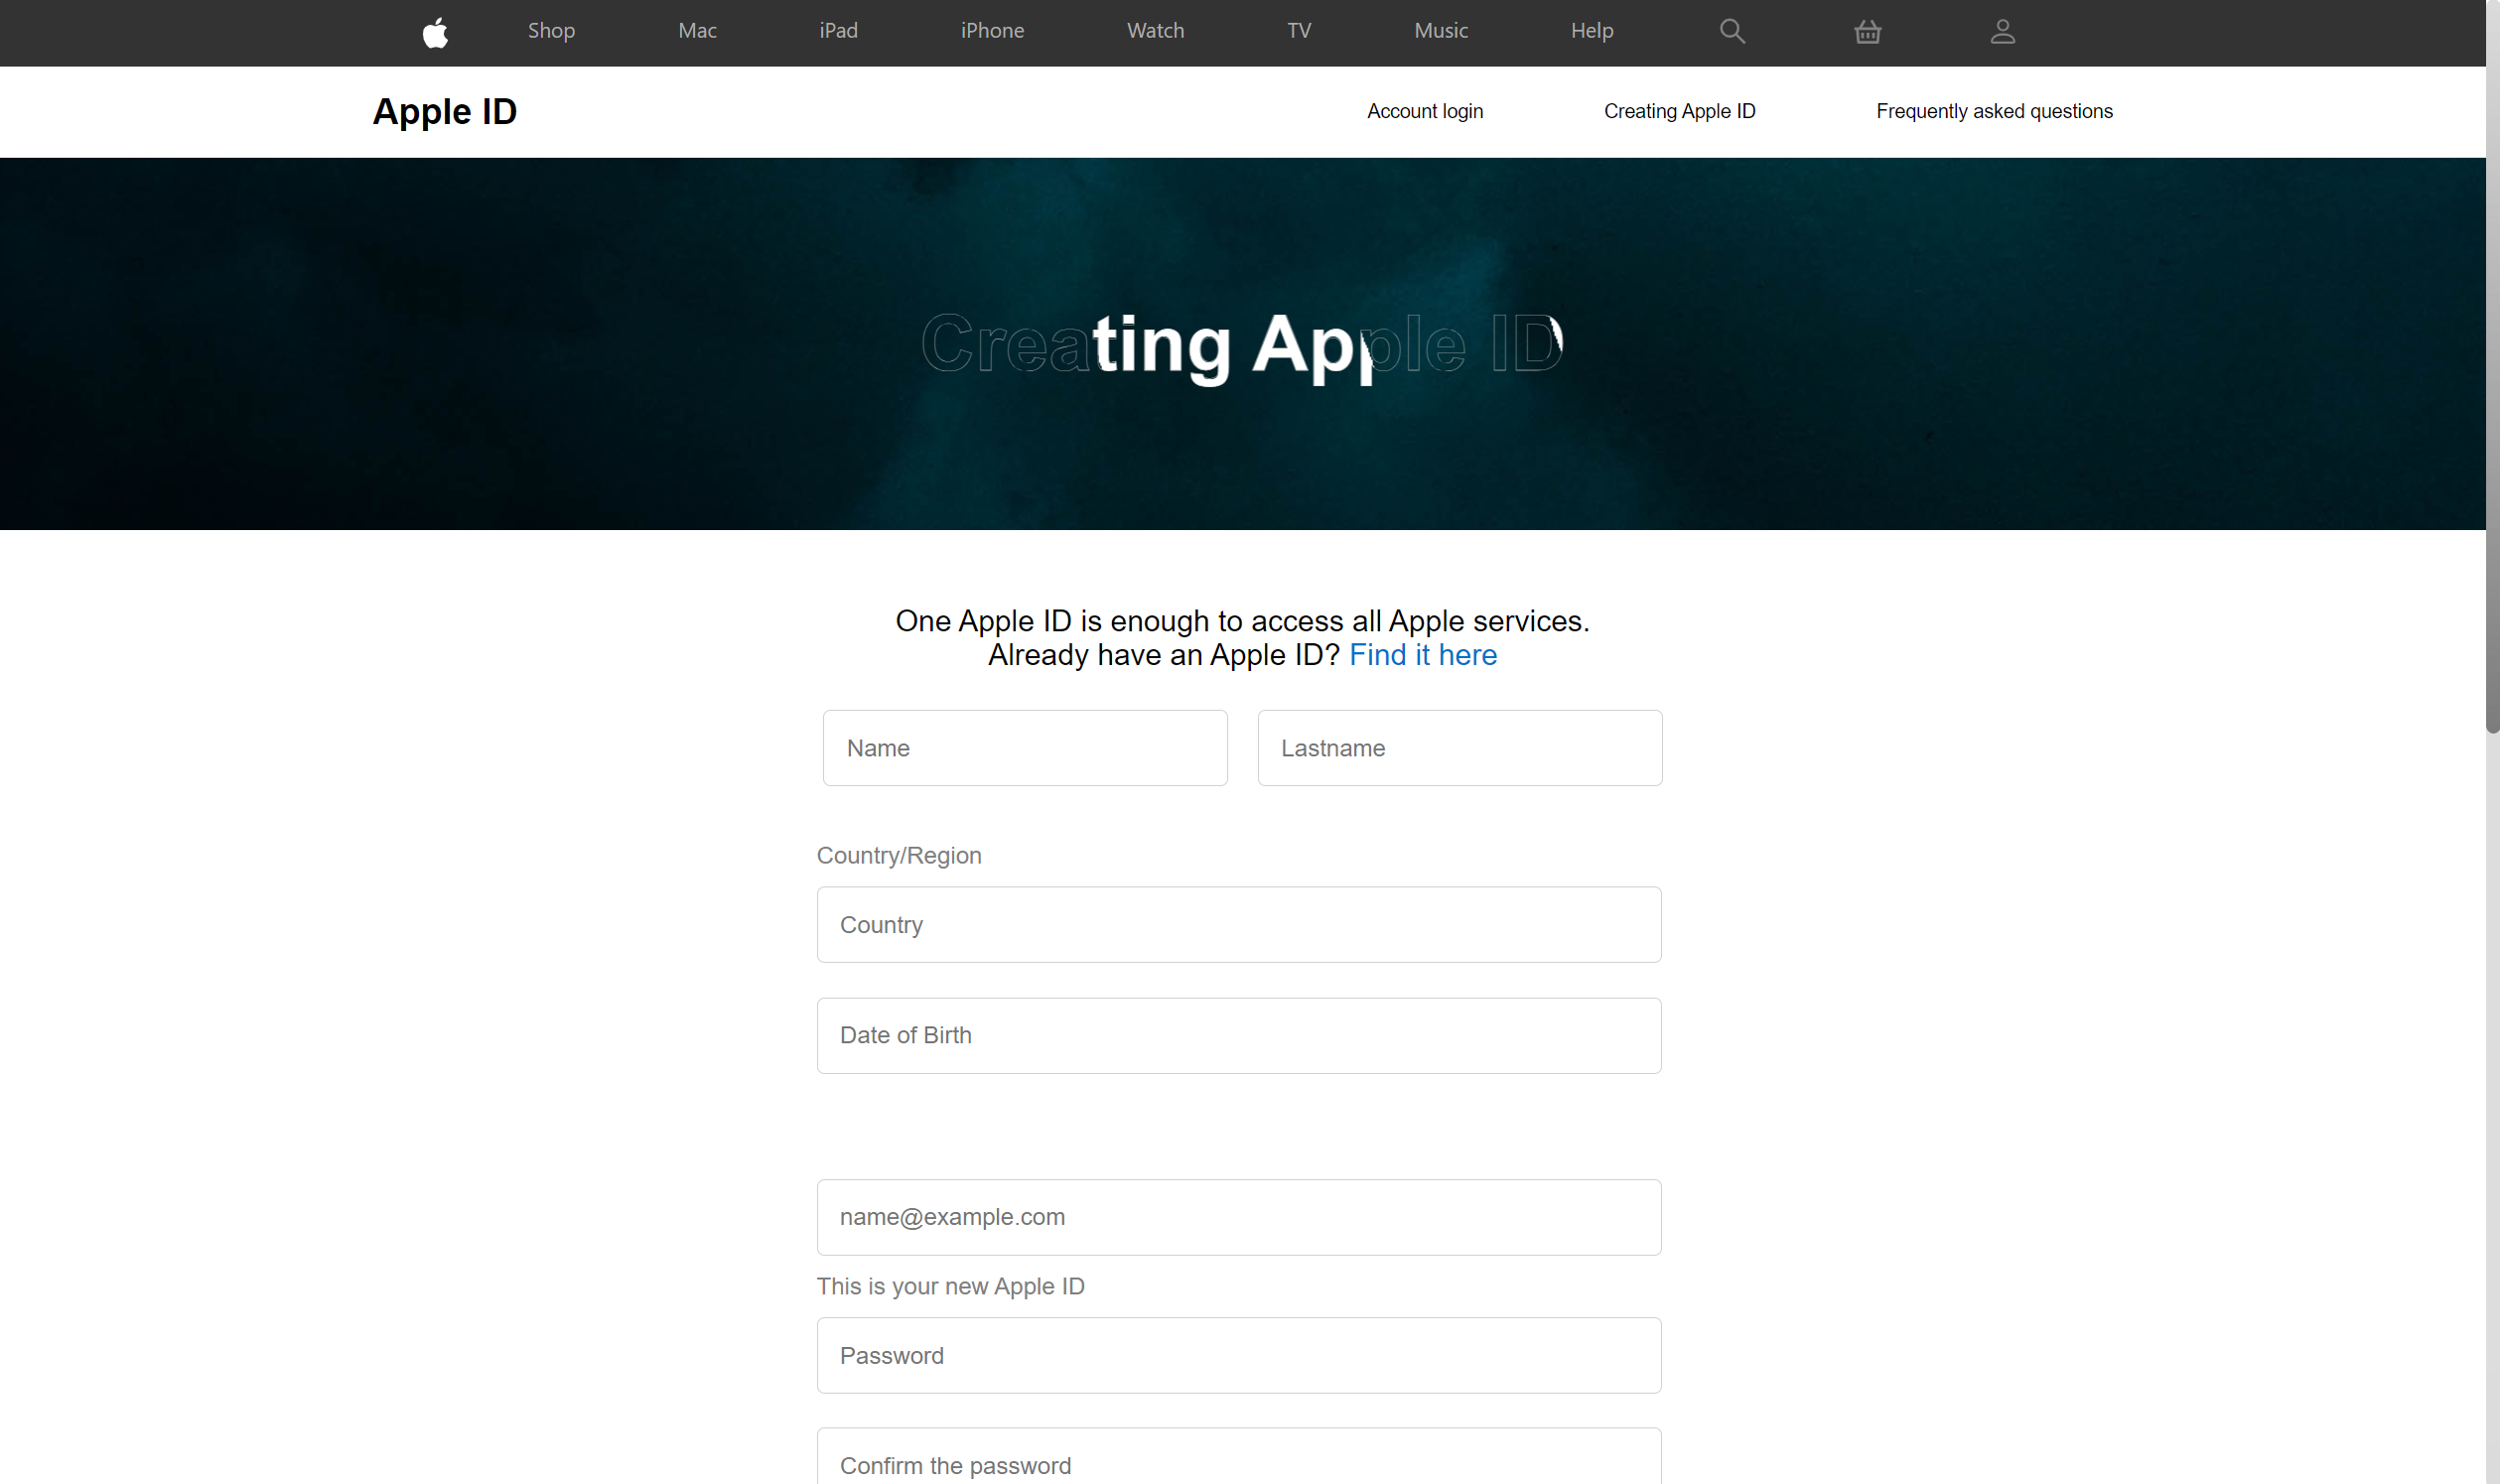 Shop Mac iPad iPhone Watch TV Music Help
Apple ID Account login Creating Apple ID Frequently asked questions
Creating Apple ID
One Apple ID is enough to access all Apple services.
Already have an Apple ID? Find it here
Name Lastname
Country/Region
Country
Date of Birth
name@example.com
This is your new Apple ID
Password
Confirm the password